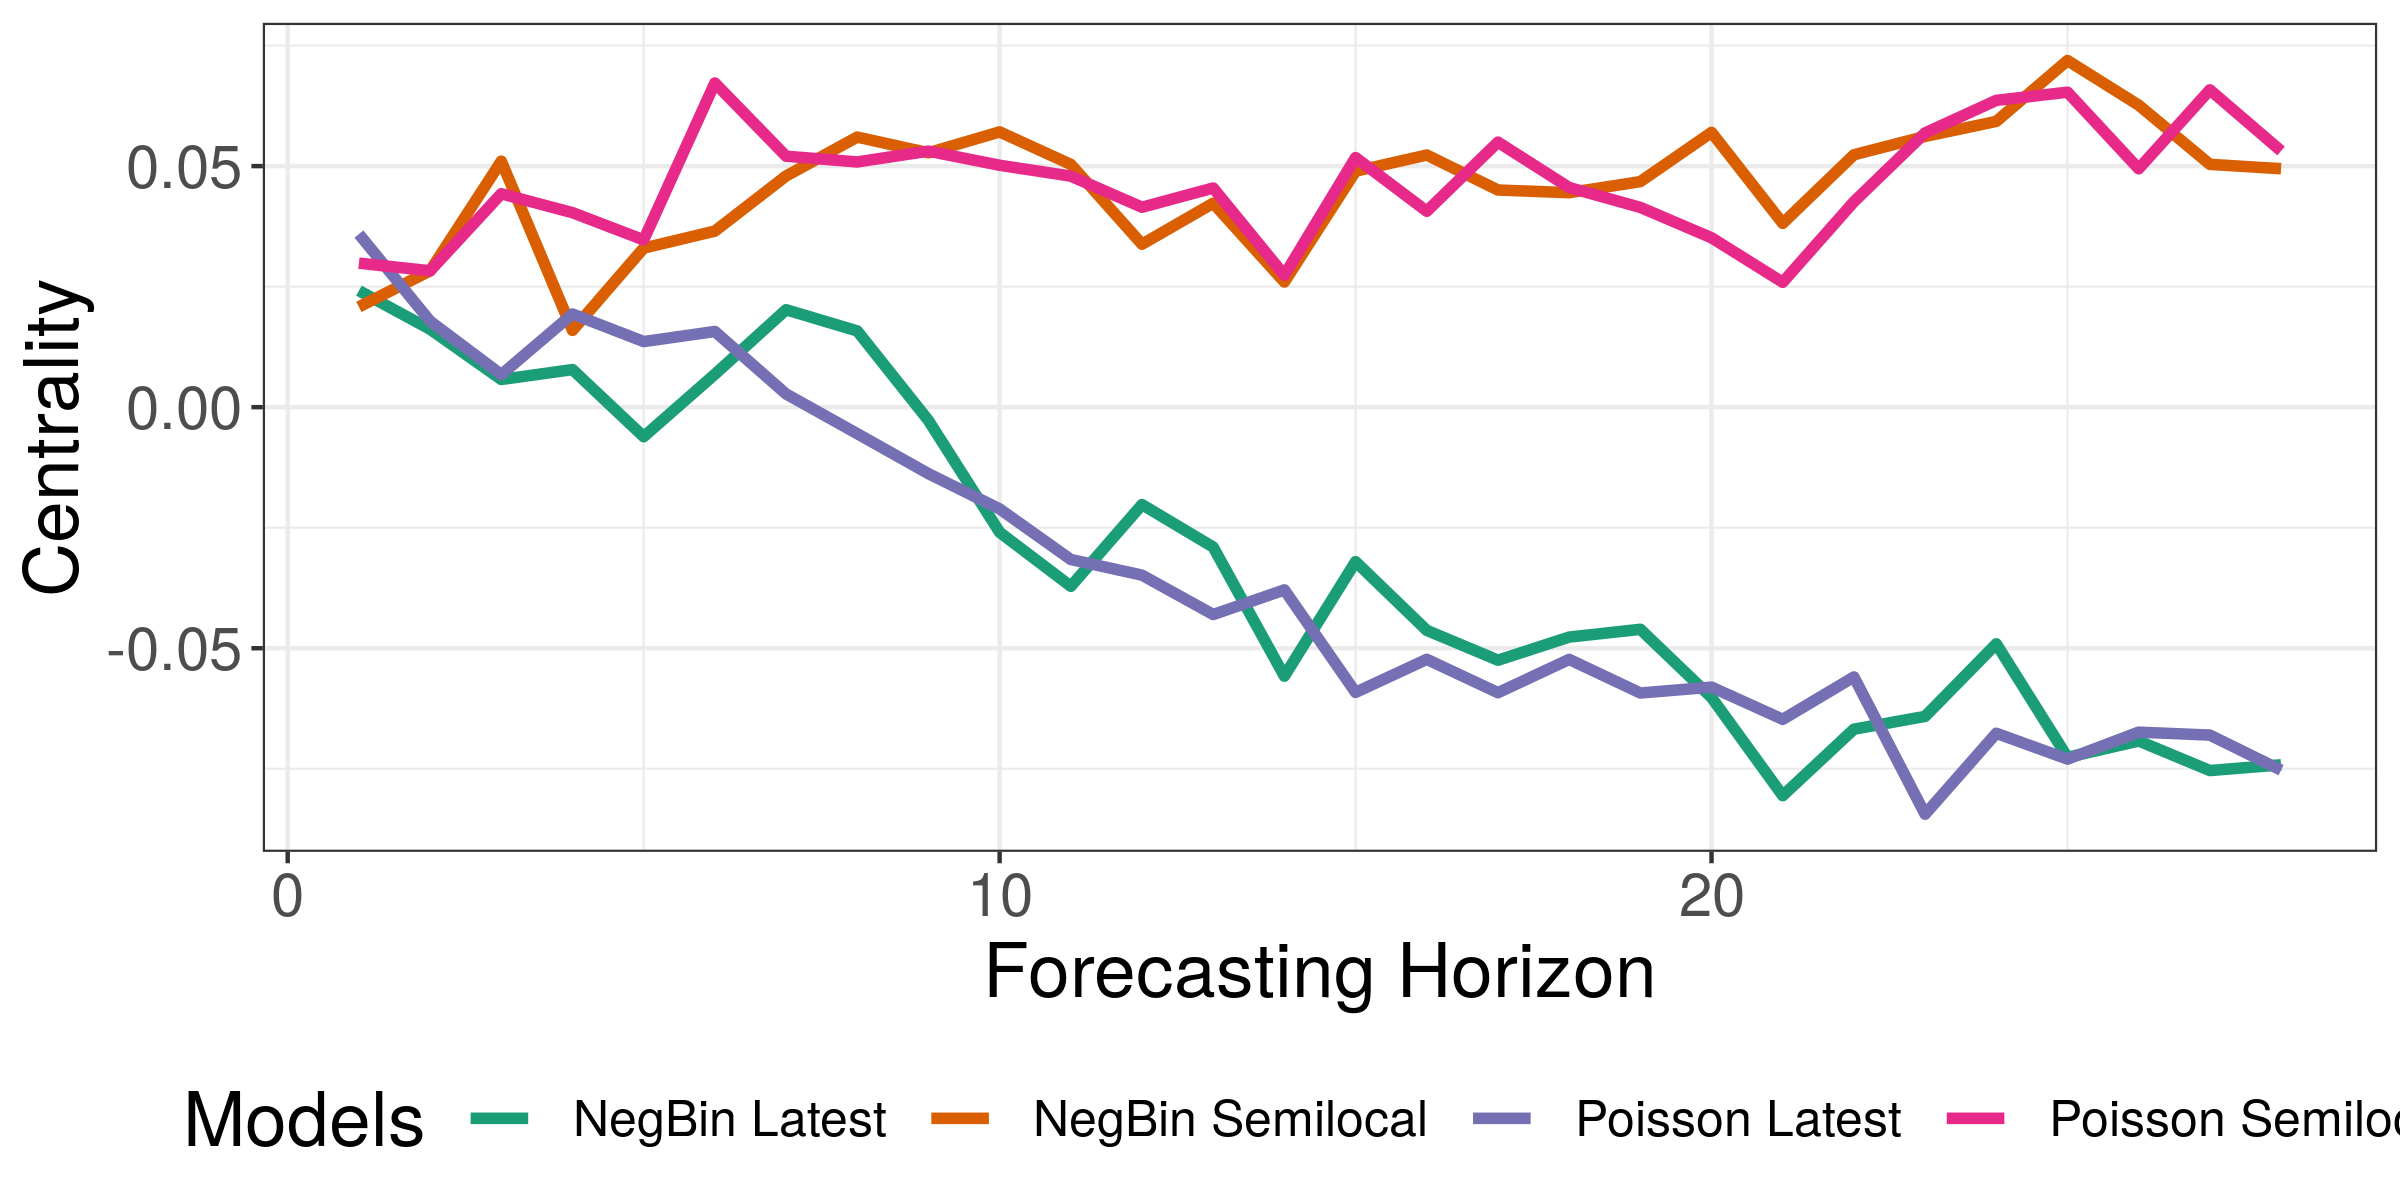 Centrality
0.05
0.00
-0.05
0 10 20
Forecasting Horizon
Models NegBin Latest NegBin Semilocal Poisson Latest Poisson